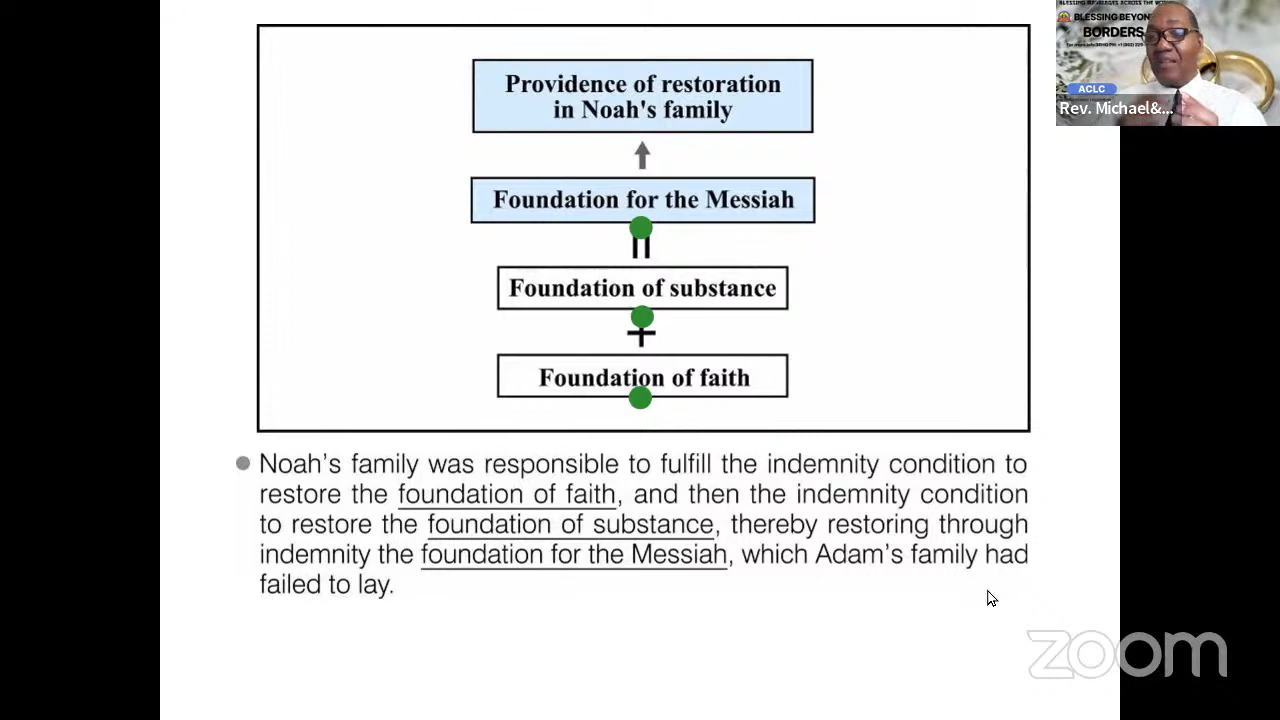 Providence of restoration
in Noah's family
Foundation for the Messiah
Foundation of substance
+
Foundation of faith
Noah's family was responsible to fulfill the indemnity condition to
restore the foundation of faith, and then the indemnity condition
to restore the foundation of substance, thereby restoring through
indemnity the foundation for the Messiah, which Adam's family had
failed to lay.
BLESSING BEYOND
BORDERS
ACLC
Rev. Michael&...
zoom